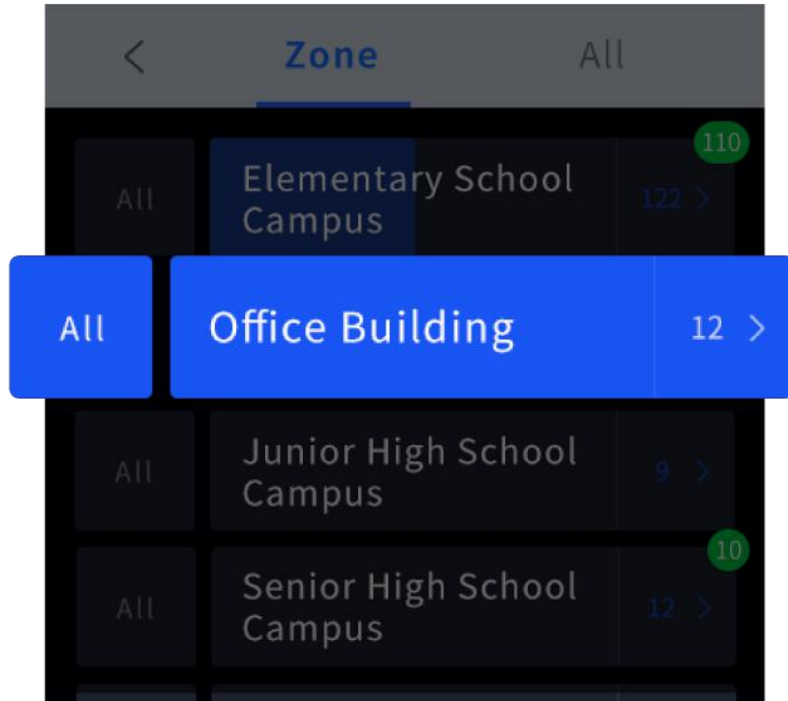 < Zone All
110
All Elementary School 122 >
Campus
All Office Building 12 >
All Junior High School 9 >
Campus
10
All Senior High School 12 >
Campus